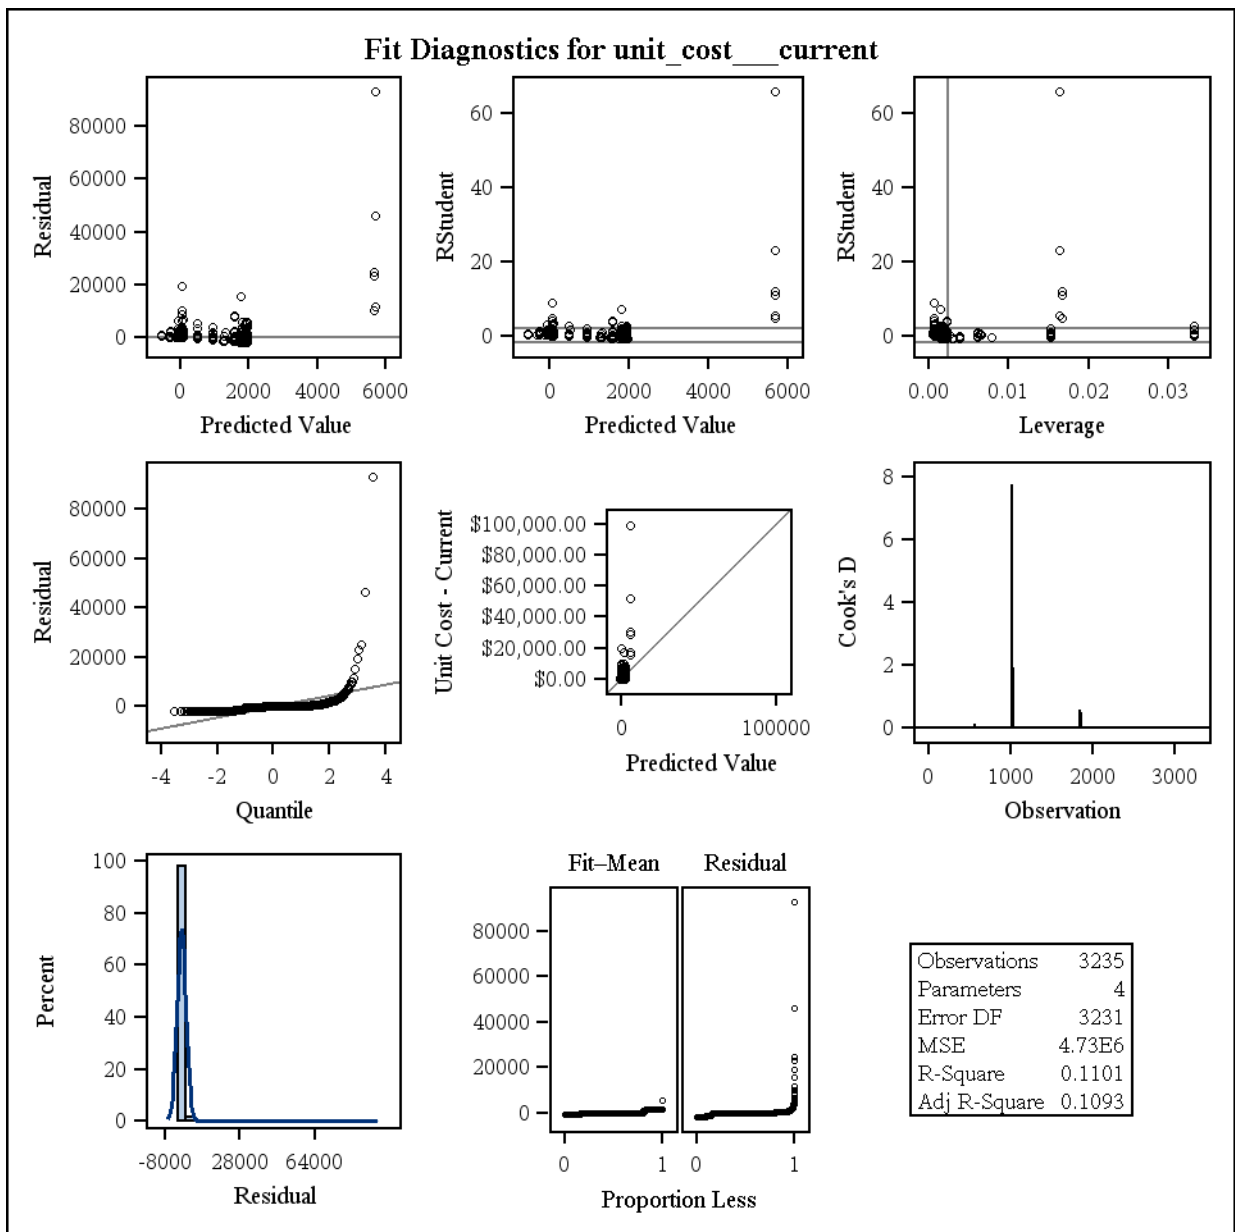 Fit Diagnostics for unit_cost___current
Residual
80000
60000
40000
20000
0
0 2000 4000 6000
Predicted Value
RStudent
60
40
20
0
0 2000 4000 6000
Predicted Value
RStudent
60
40
20
0
0.00 0.01 0.02 0.03
Leverage
Residual
80000
60000
40000
20000
0
-4 -2 0 2 4
Quantile
Unit Cost - Current
$100,000.00
$80,000.00
$60,000.00
$40,000.00
$20,000.00
$0.00
0 100000
Predicted Value
Cook's D
8
6
4
2
0
0 1000 2000 3000
Observation
Percent
100
80
60
40
20
0
-8000 28000 64000
Residual
Fit–Mean Residual
80000
60000
40000
20000
0
0 1 0 1
Proportion Less
Observations 3235
Parameters 4
Error DF 3231
MSE 4.73E6
R-Square 0.1101
Adj R-Square 0.1093